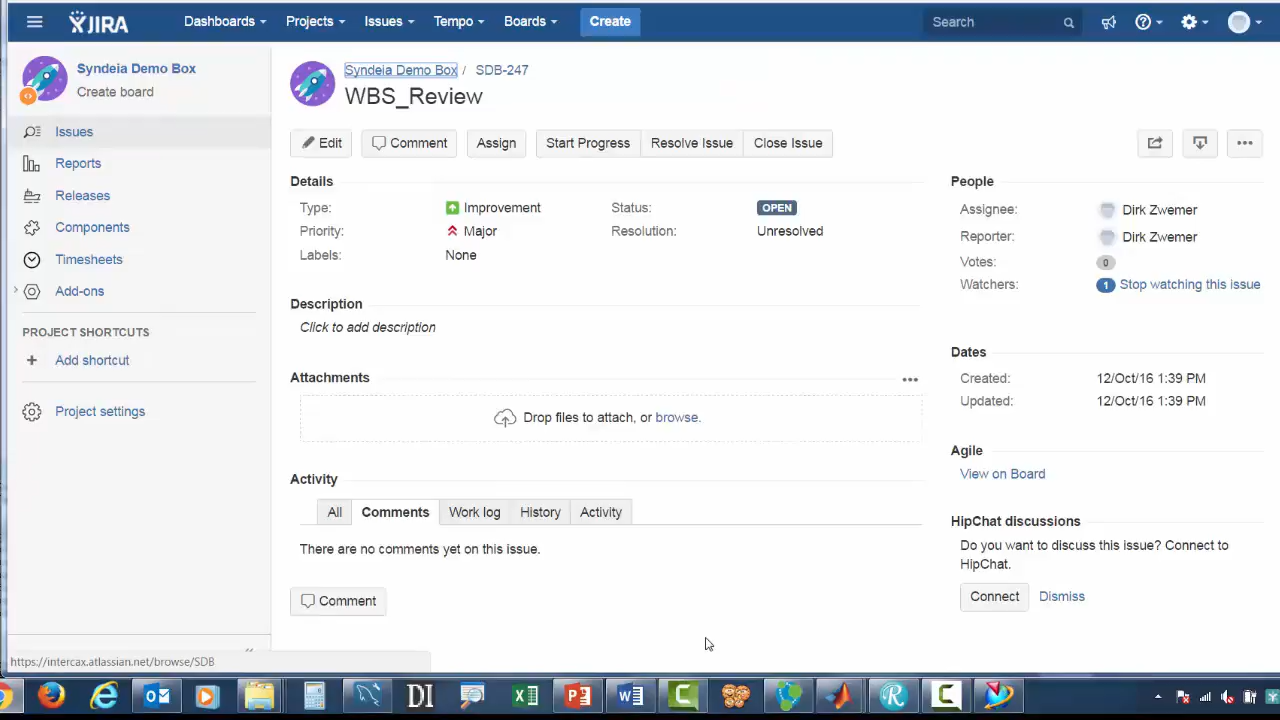 JIRA Dashboards Projects Issues Tempo Boards Create Search
Syndeia Demo Box
Create board
Issues
Reports
Releases
Components
Timesheets
Add-ons
PROJECT SHORTCUTS
Add shortcut
Project settings
Syndeia Demo Box / SDB-247
WBS_Review
Edit Comment Assign Start Progress Resolve Issue Close Issue
Details
Type: Improvement Status: OPEN
Priority: Major Resolution: Unresolved
Labels: None
Description
Click to add description
Attachments
Drop files to attach, or browse.
Activity
All Comments Work log History Activity
There are no comments yet on this issue.
Comment
People
Assignee: Dirk Zwemer
Reporter: Dirk Zwemer
Votes: 0
Watchers: 1 Stop watching this issue
Dates
Created: 12/Oct/16 1:39 PM
Updated: 12/Oct/16 1:39 PM
Agile
View on Board
HipChat discussions
Do you want to discuss this issue? Connect to
HipChat.
Connect Dismiss
https://intercax.atlassian.net/browse/SDB
DI